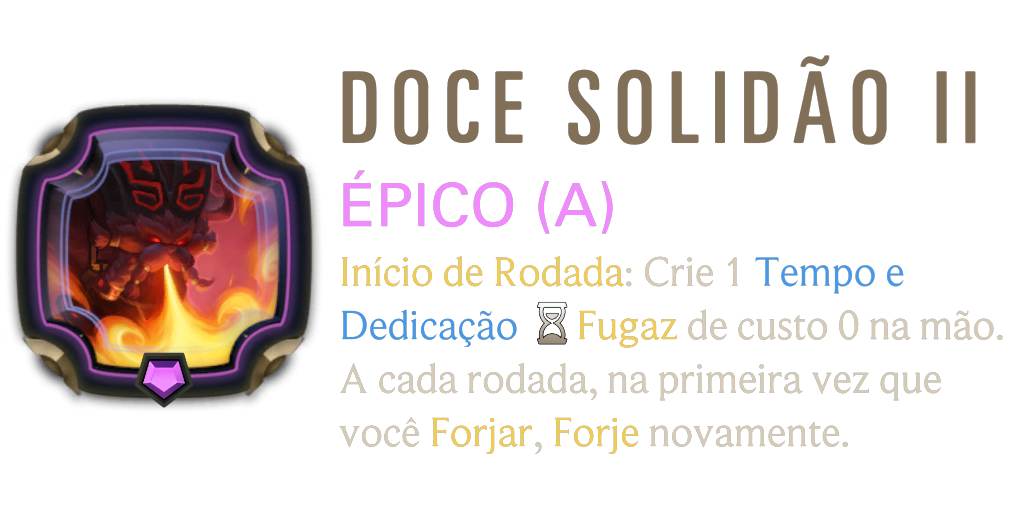 DOCE SOLIDÃO II
ÉPICO (A)
Início de Rodada: Crie 1 Tempo e
Dedicação Fugaz de custo 0 na mão.
A cada rodada, na primeira vez que
você Forjar, Forje novamente.